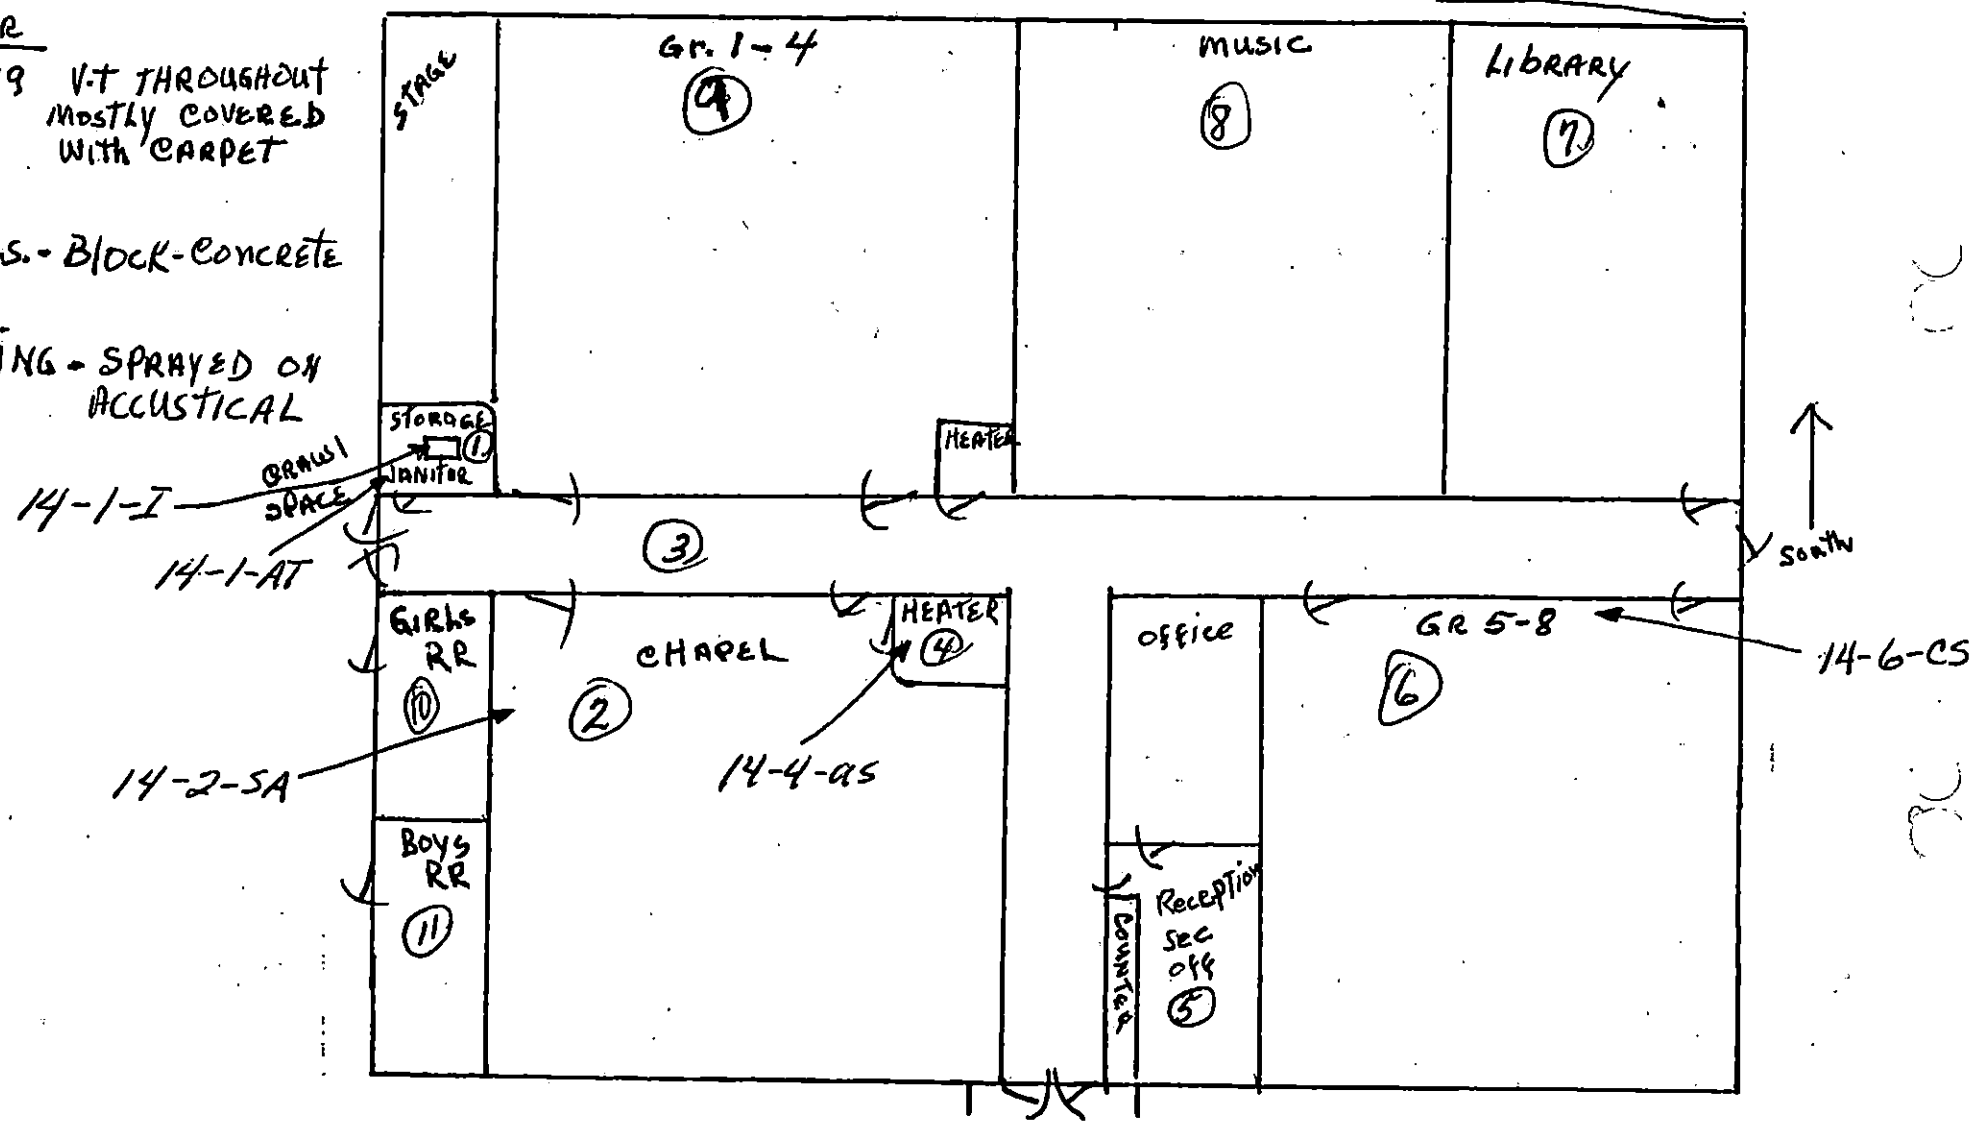 R
9 V.T THROUGHOUT
MOSTLY COVERED
WITH CARPET
S. - BLOCK-CONCRETE
ING - SPRAYED ON
ACCUSTICAL
STAGE
Gr. 1-4
MUSIC
8
LIBRARY
7
STORAGE
1
JANITOR
HEATER
CRAWl
SPACE
14-1-I
14-1-AT
3
South
GIRLS
RR
10
CHAPEL
2
HEATER
4
OFFICE
GR 5-8
6
14-6-CS
14-2-SA
14-4-as
BOYS
RR
11
COUNTER
Reception
Sec
off
5